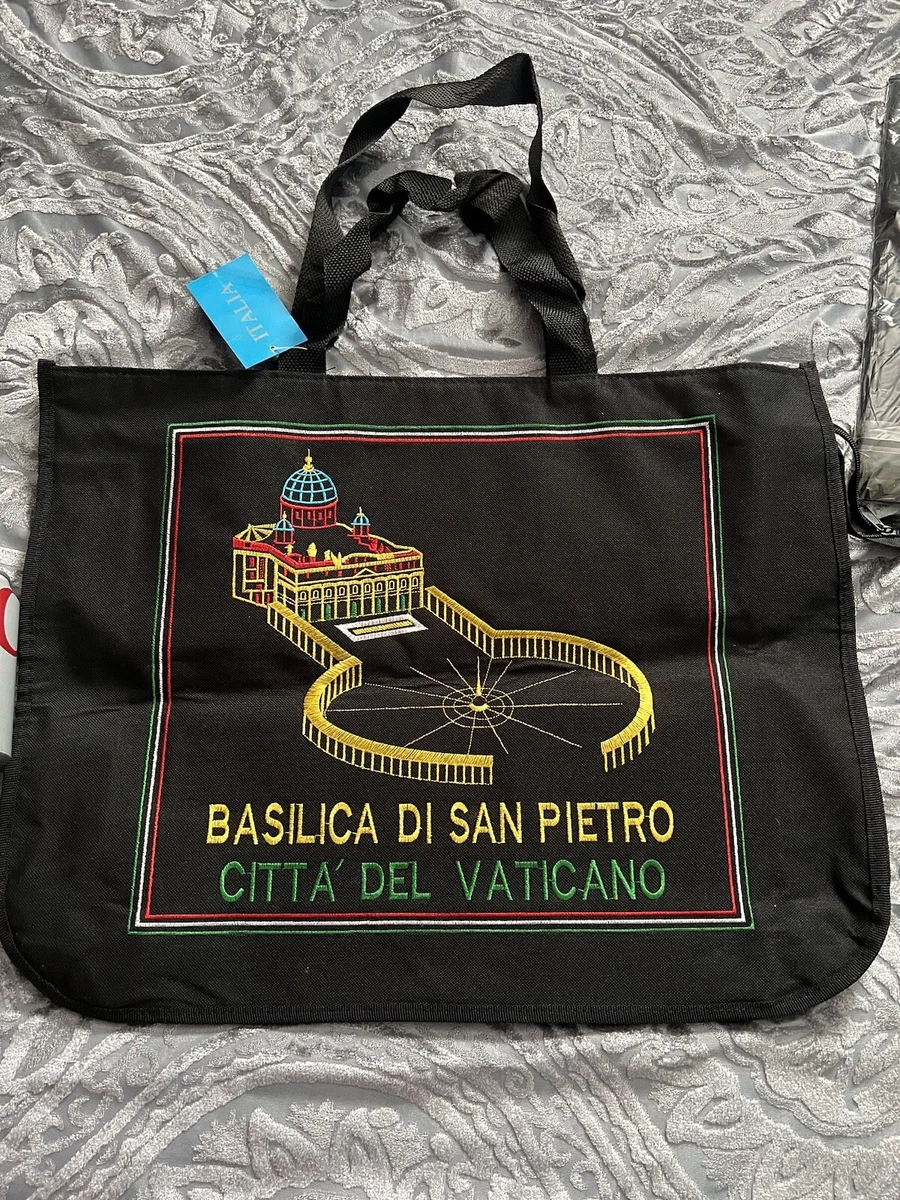 ITALIA
BASILICA DI SAN PIETRO
CITTA´ DEL VATICANO